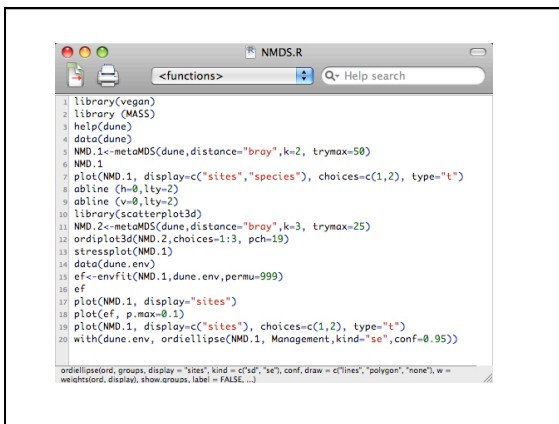 NMDS.R
<functions>
Help search
1 library(vegan)
2 library (MASS)
3 help(dune)
4 data(dune)
5 NMD.1<-metaMDS(dune,distance="bray",k=2, trymax=50)
6 NMD.1
7 plot(NMD.1, display=c("sites","species"), choices=c(1,2), type="t")
8 abline (h=0,lty=2)
9 abline (v=0,lty=2)
10 library(scatterplot3d)
11 NMD.2<-metaMDS(dune,distance="bray",k=3, trymax=25)
12 ordiplot3d(NMD.2,choices=1:3, pch=19)
13 stressplot(NMD.1)
14 data(dune.env)
15 ef<-envfit(NMD.1,dune.env,permu=999)
16 ef
17 plot(NMD.1, display="sites")
18 plot(ef, p.max=0.1)
19 plot(NMD.1, display=c("sites"), choices=c(1,2), type="t")
20 with(dune.env, ordiellipse(NMD.1, Management,kind="se",conf=0.95))
ordiellipse(ord, groups, display = "sites", kind = c("sd", "se"), conf, draw = c("lines", "polygon", "none"), w =
weights(ord, display), show.groups, label = FALSE, ...)